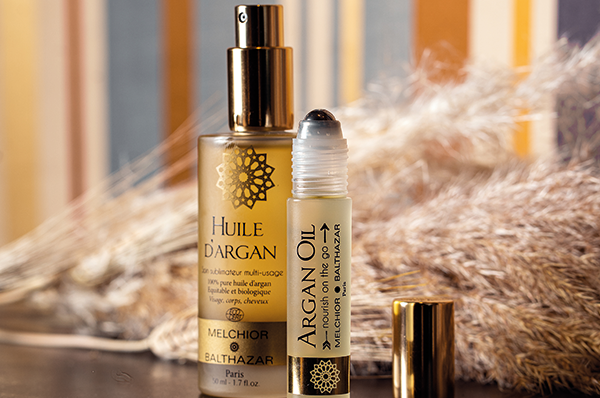 HUILE
D'ARGAN
Soin sublimateur multi-usage
100% pure huile d'argan
Équitable et biologique
Visage, corps, cheveux
MELCHIOR
BALTHAZAR
Paris
50 ml - 1.7 fl.oz.
ARGAN OIL
nourish on the go
MELCHIOR BALTHAZAR
Paris